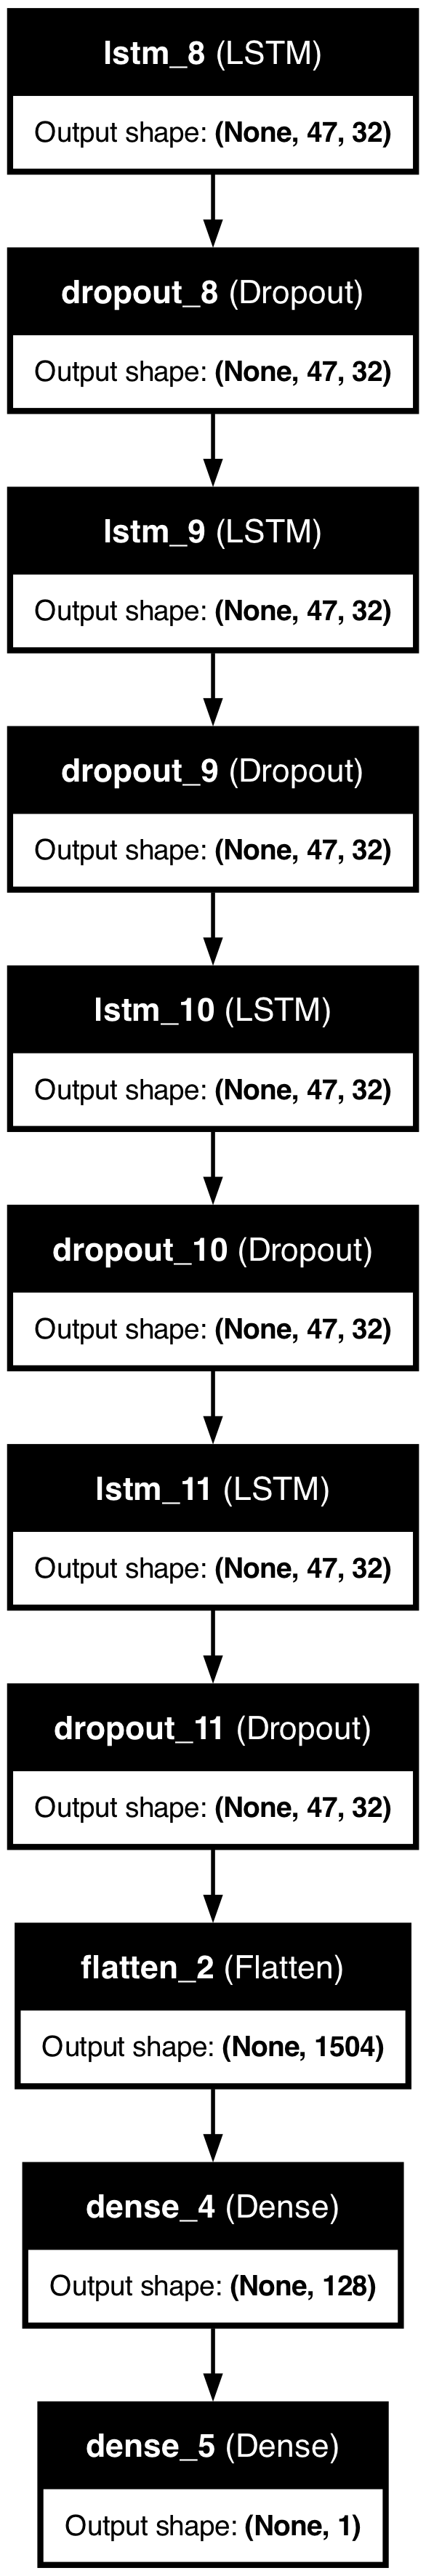 lstm_8 (LSTM)
Output shape: (None, 47, 32)
dropout_8 (Dropout)
Output shape: (None, 47, 32)
lstm_9 (LSTM)
Output shape: (None, 47, 32)
dropout_9 (Dropout)
Output shape: (None, 47, 32)
lstm_10 (LSTM)
Output shape: (None, 47, 32)
dropout_10 (Dropout)
Output shape: (None, 47, 32)
lstm_11 (LSTM)
Output shape: (None, 47, 32)
dropout_11 (Dropout)
Output shape: (None, 47, 32)
flatten_2 (Flatten)
Output shape: (None, 1504)
dense_4 (Dense)
Output shape: (None, 128)
dense_5 (Dense)
Output shape: (None, 1)